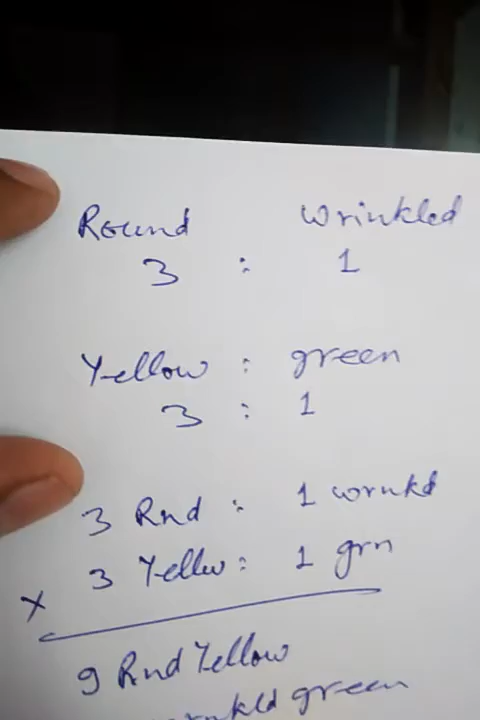 Round wrinkled
3 : 1
Yellow : green
3 : 1
3 Rnd : 1 wrnkd
3 Yellw : 1 grn
X
9 Rnd Yellow
green